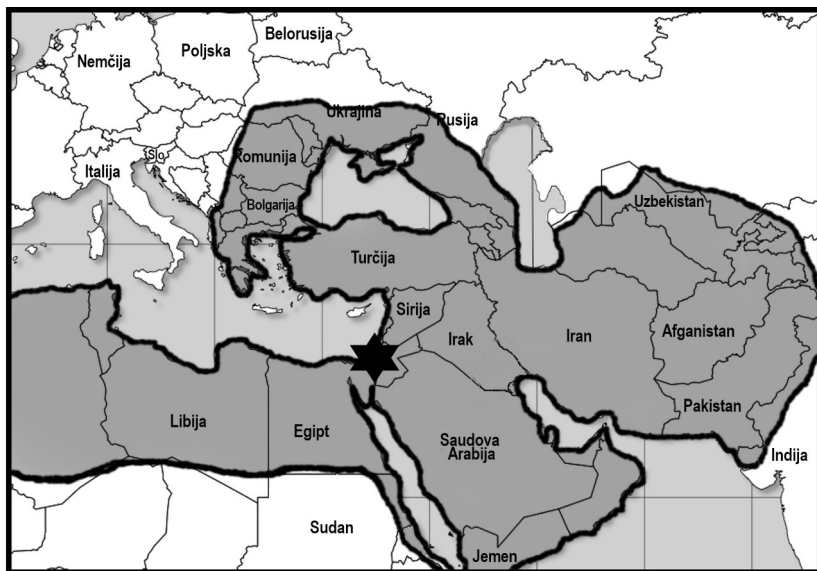 Belorusija
Poljska
Nemčija
Ukrajina
Rusija
Slo
Romunija
Italija
Uzbekistan
Bolgarija
Turčija
Sirija
Afganistan
Irak
Iran
Pakistan
Libija
Egipt
Saudova
Arabija
Indija
Sudan
Jemen